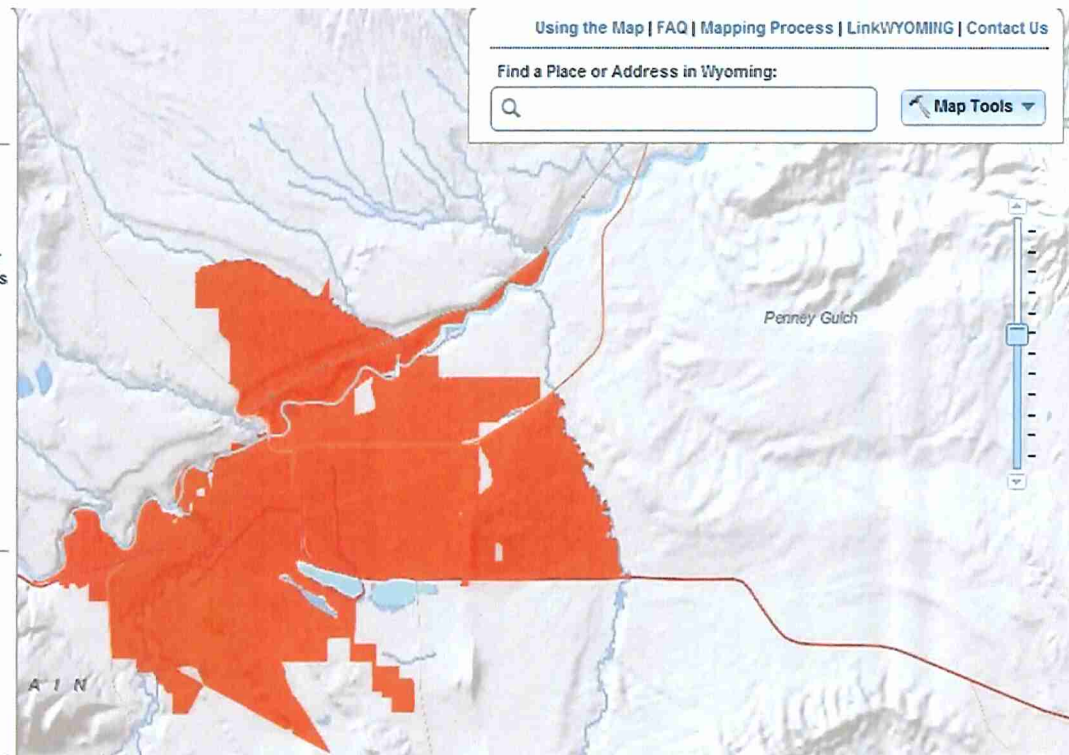 Using the Map | FAQ | Mapping Process | LinkWYOMING | Contact Us
Find a Place or Address in Wyoming:
Map Tools
s
Penney Gulch
A I N